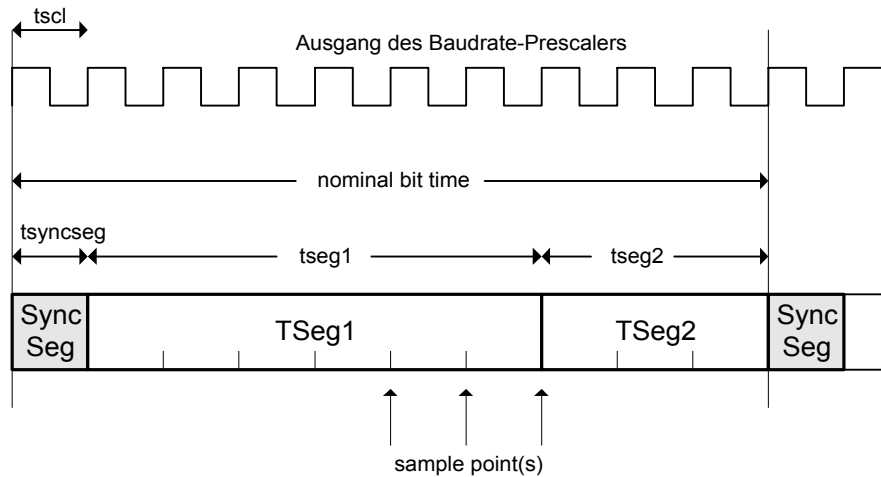 tscl
Ausgang des Baudrate-Prescalers
nominal bit time
tsyncseg
tseg1
tseg2
Sync
Seg
TSeg1
TSeg2
Sync
Seg
sample point(s)